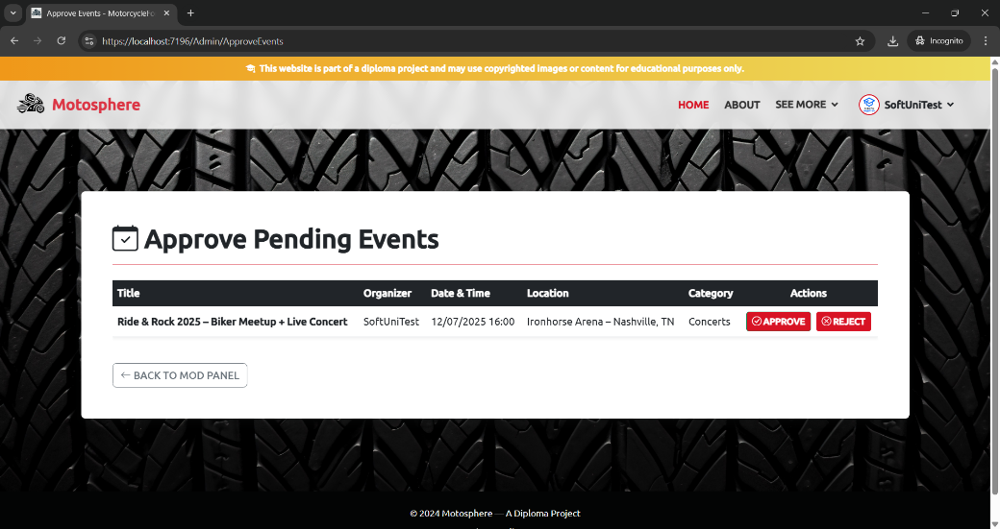 Approve Events - MotorcycleFo
https://localhost:7196/Admin/ApproveEvents
Incognito
This website is part of a diploma project and may use copyrighted images or content for educational purposes only.
Motosphere
HOME ABOUT SEE MORE SoftUniTest
Approve Pending Events
Title Organizer Date & Time Location Category Actions
Ride & Rock 2025 – Biker Meetup + Live Concert SoftUniTest 12/07/2025 16:00 Ironhorse Arena – Nashville, TN Concerts APPROVE REJECT
BACK TO MOD PANEL
© 2024 Motosphere — A Diploma Project